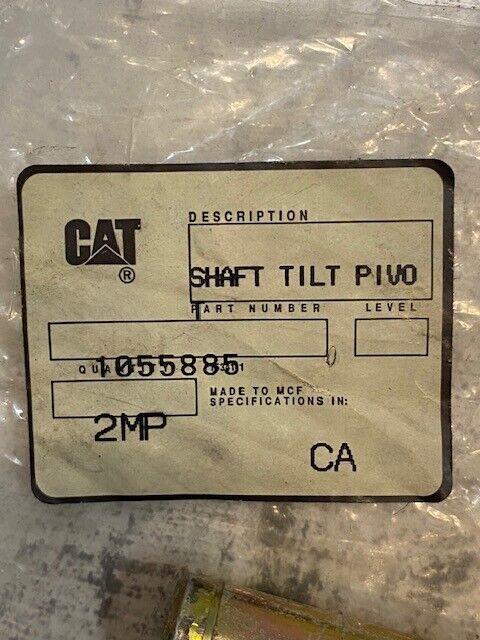 CAT®
DESCRIPTION
SHAFT TILT PIVO
T
PART NUMBER LEVEL
1055885
MADE TO MCF
SPECIFICATIONS IN:
2MP
CA